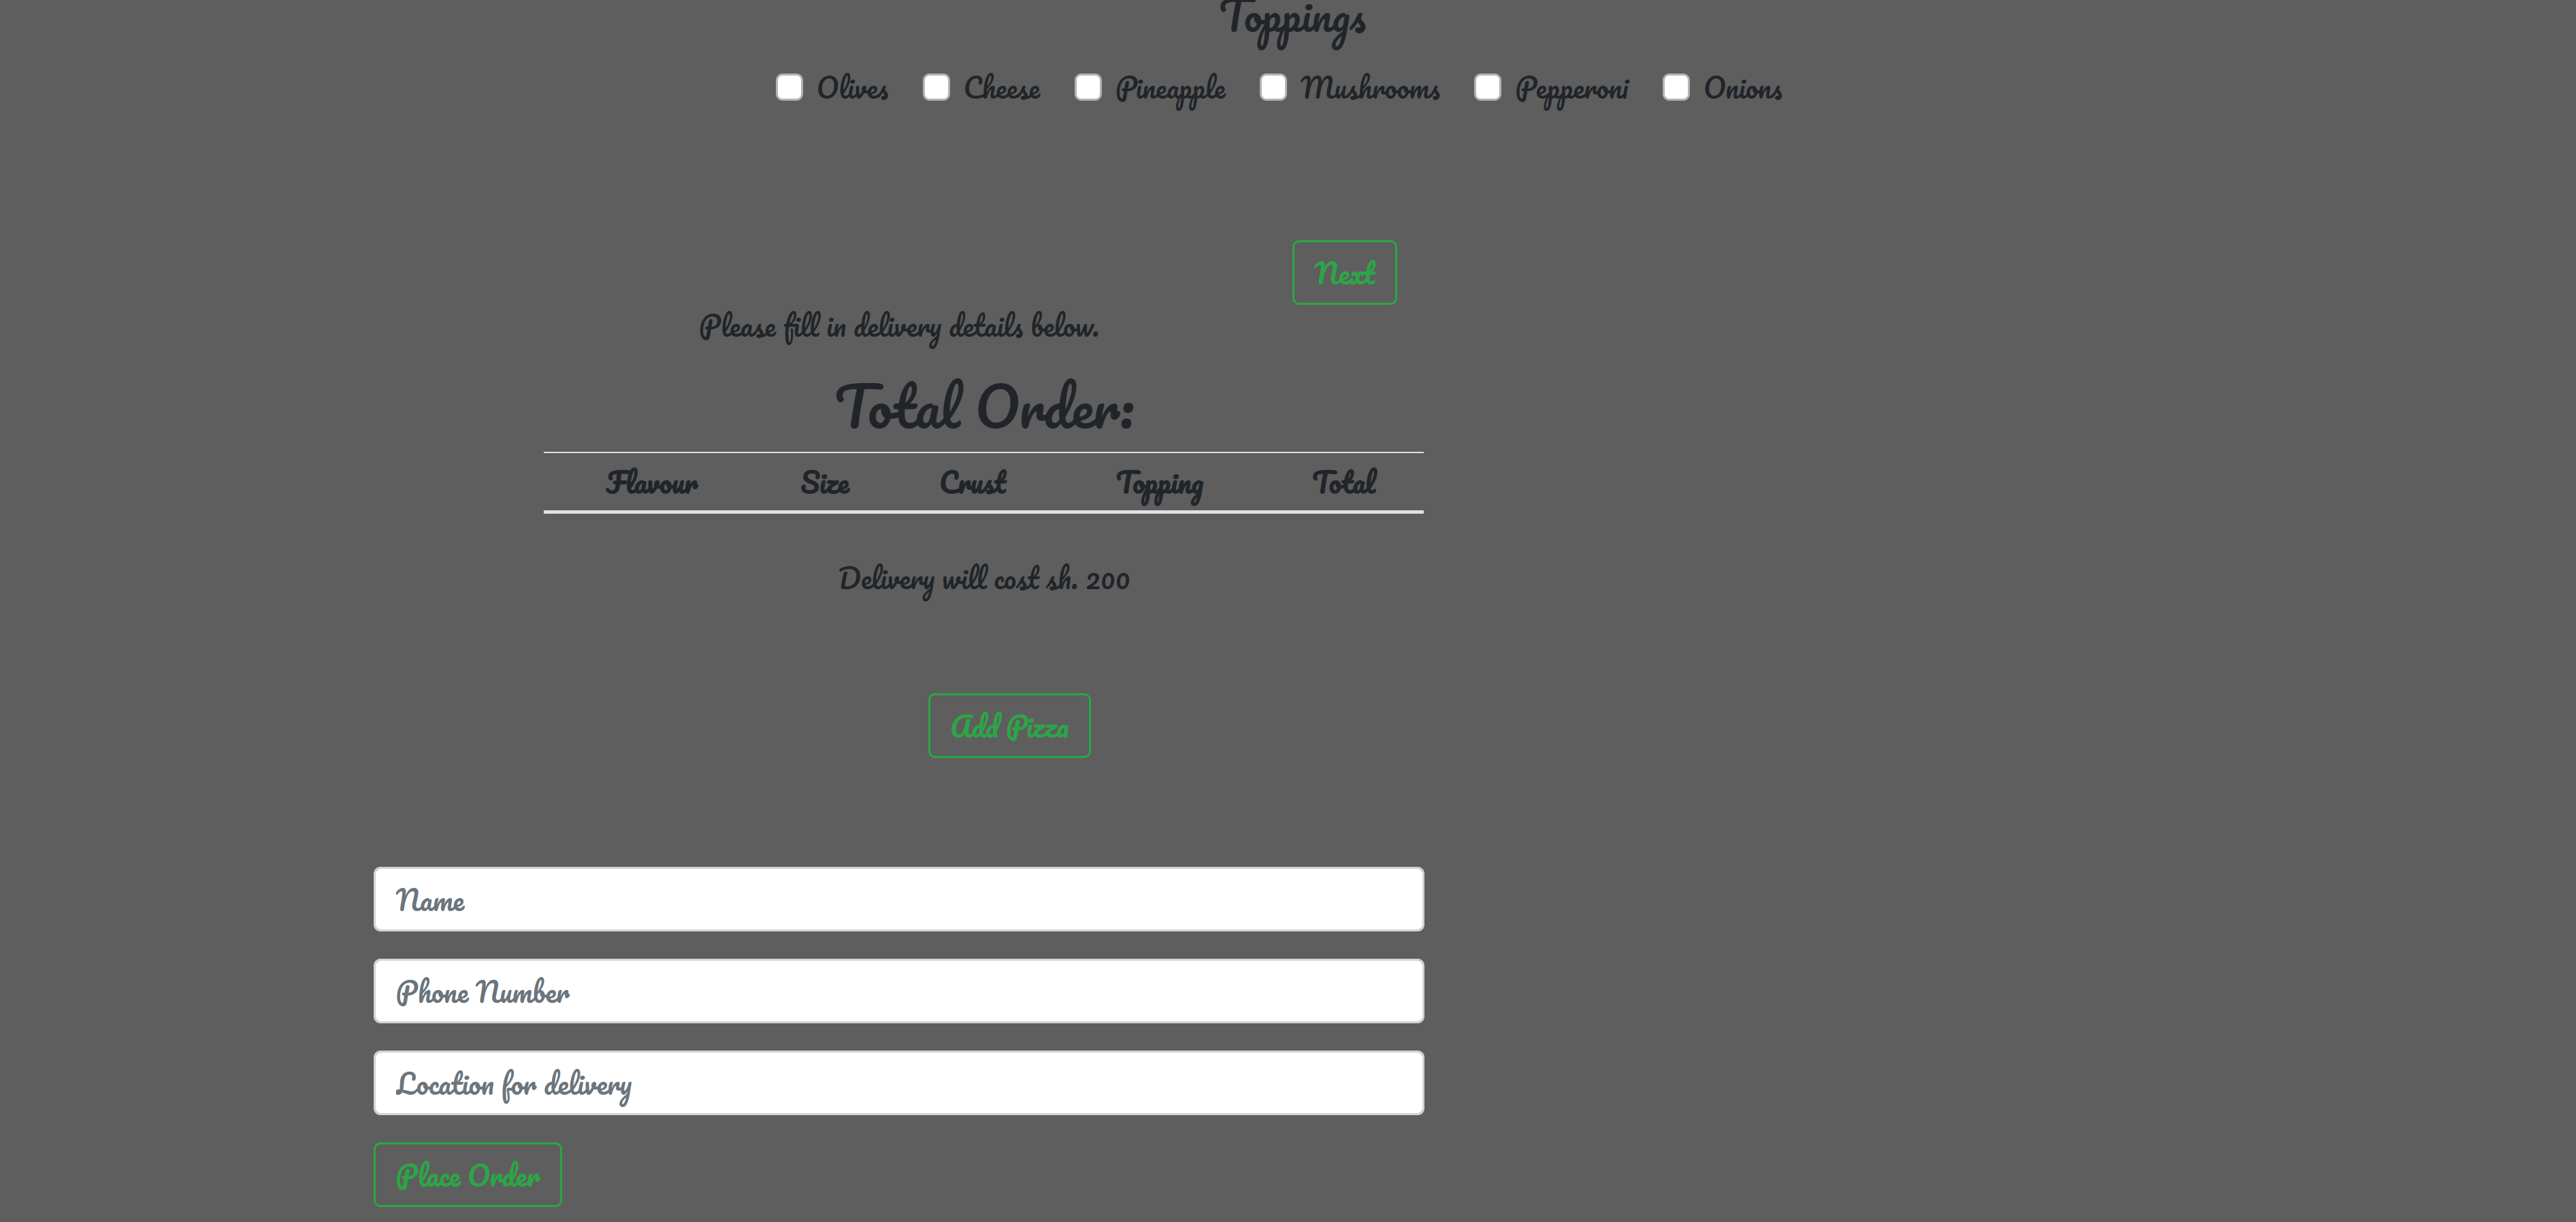 Toppings
Olives Cheese Pineapple Mushrooms Pepperoni Onions
Next
Please fill in delivery details below.
Total Order:
Flavour Size Crust Topping Total
Delivery will cost sh. 200
Add Pizza
Name
Phone Number
Location for delivery
Place Order